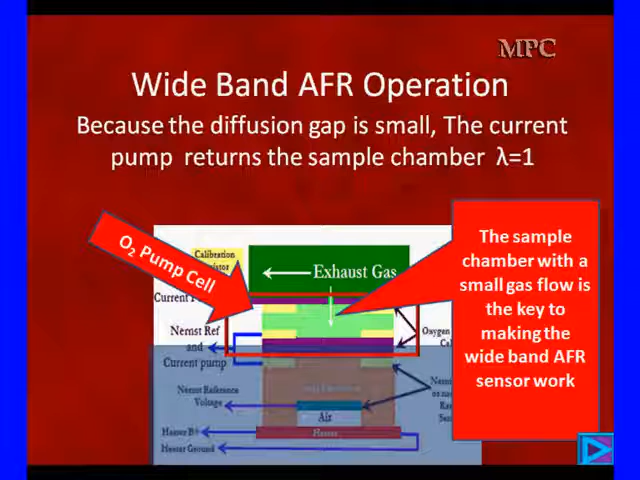 MPC
Wide Band AFR Operation
Because the diffusion gap is small, The current
pump returns the sample chamber λ=1
O2 Pump Cell
Calibration
Exhaust Gas
Current
Nernst Ref
and
Current pump
Oxygen
Nernst Reference
Voltage
Air
Heater B+
Heater
Heater Ground
The sample
chamber with a
small gas flow is
the key to
making the
wide band AFR
sensor work